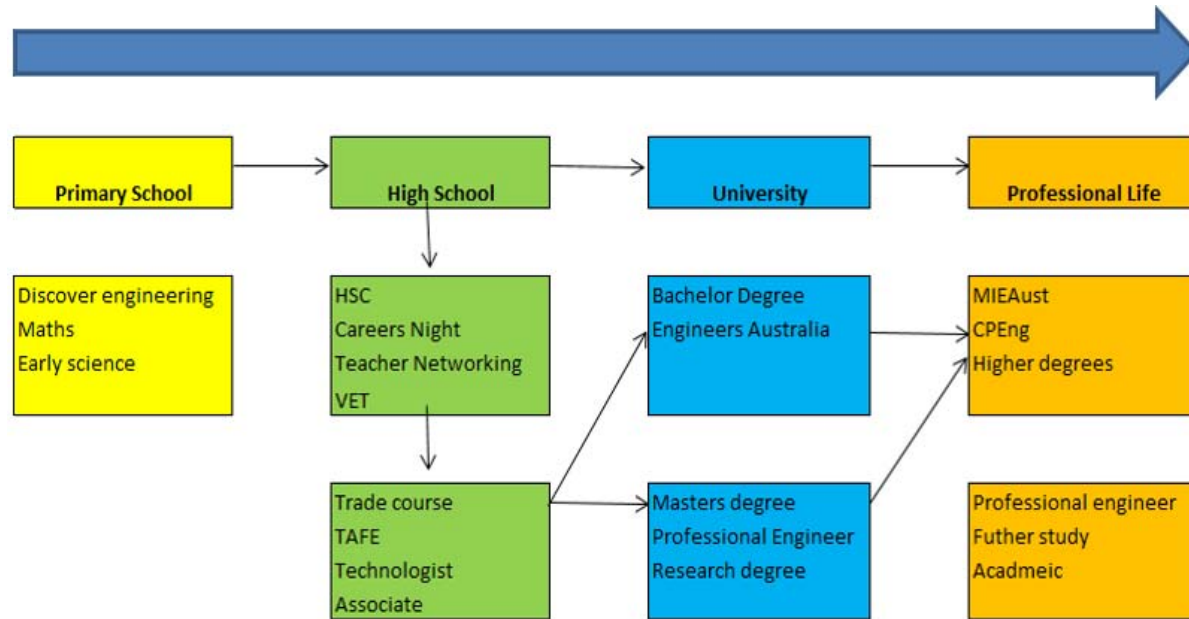 Primary School
High School
University
Professional Life
Discover engineering
Maths
Early science
HSC
Careers Night
Teacher Networking
VET
Bachelor Degree
Engineers Australia
MIEAust
CPEng
Higher degrees
Trade course
TAFE
Technologist
Associate
Masters degree
Professional Engineer
Research degree
Professional engineer
Futher study
Acadmeic